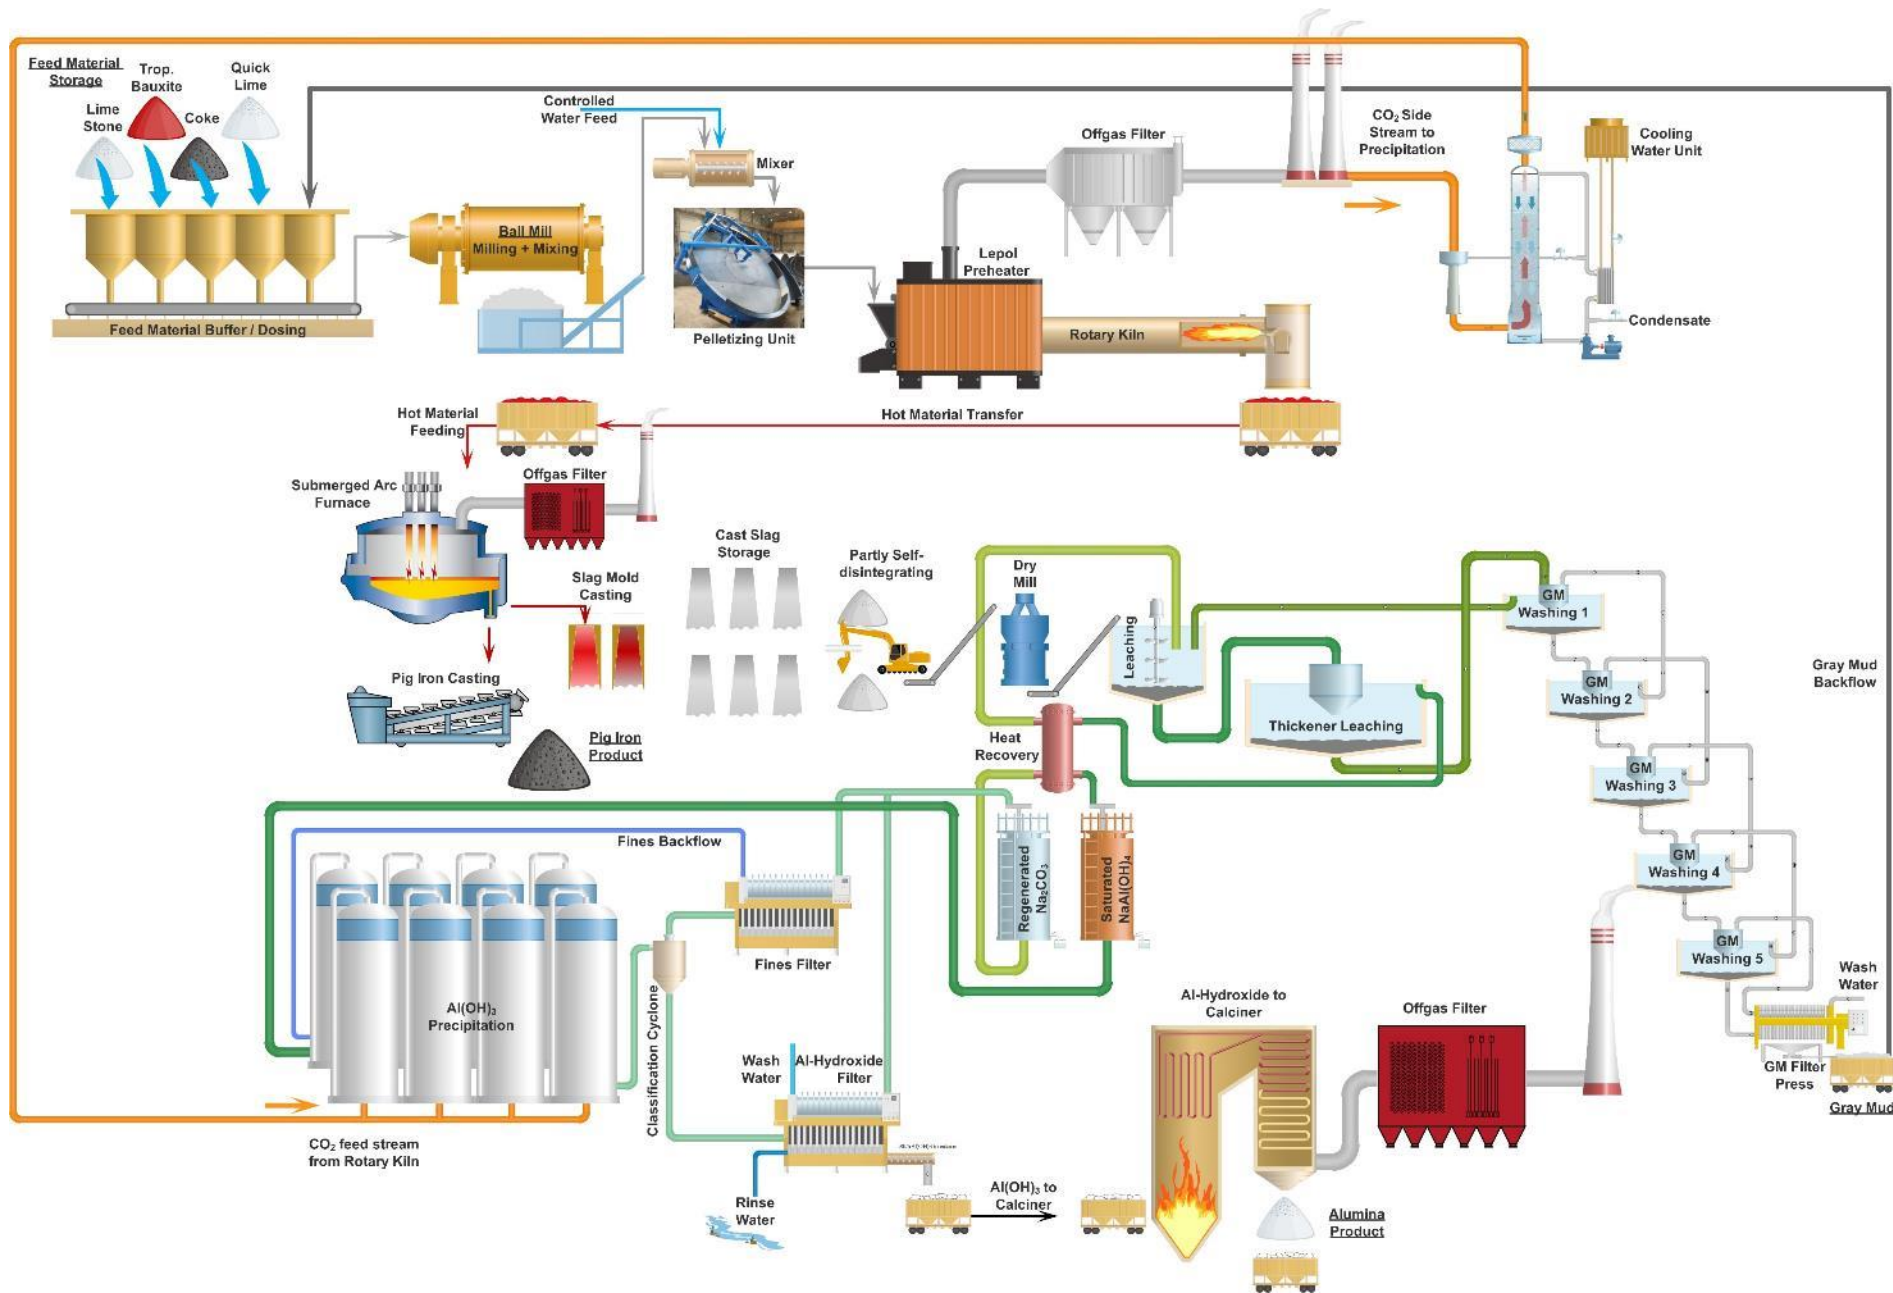 Feed Material
Storage
Trop.
Bauxite
Quick
Lime
Lime
Stone
Coke
Controlled
Water Feed
Mixer
Ball Mill
Milling + Mixing
Feed Material Buffer / Dosing
Pelletizing Unit
Offgas Filter
Lepol
Preheater
Rotary Kiln
CO₂ Side
Stream to
Precipitation
Cooling
Water Unit
Condensate
Hot Material
Feeding
Hot Material Transfer
Submerged Arc
Furnace
Offgas Filter
Slag Mold
Casting
Cast Slag
Storage
Partly Self-
disintegrating
Dry
Mill
Leaching
Thickener Leaching
GM
Washing 1
GM
Washing 2
GM
Washing 3
GM
Washing 4
GM
Washing 5
Gray Mud
Backflow
Pig Iron Casting
Pig Iron
Product
Heat
Recovery
Regenerated
Na₂CO₃
Saturated
NaAl(OH)₄
Fines Backflow
Fines Filter
Al(OH)₃
Precipitation
Classification Cyclone
Wash
Water
Al-Hydroxide
Filter
CO₂ feed stream
from Rotary Kiln
Rinse
Water
Al(OH)₃ to
Calciner
Al-Hydroxide to
Calciner
Offgas Filter
Alumina
Product
Wash
Water
GM Filter
Press
Gray Mud